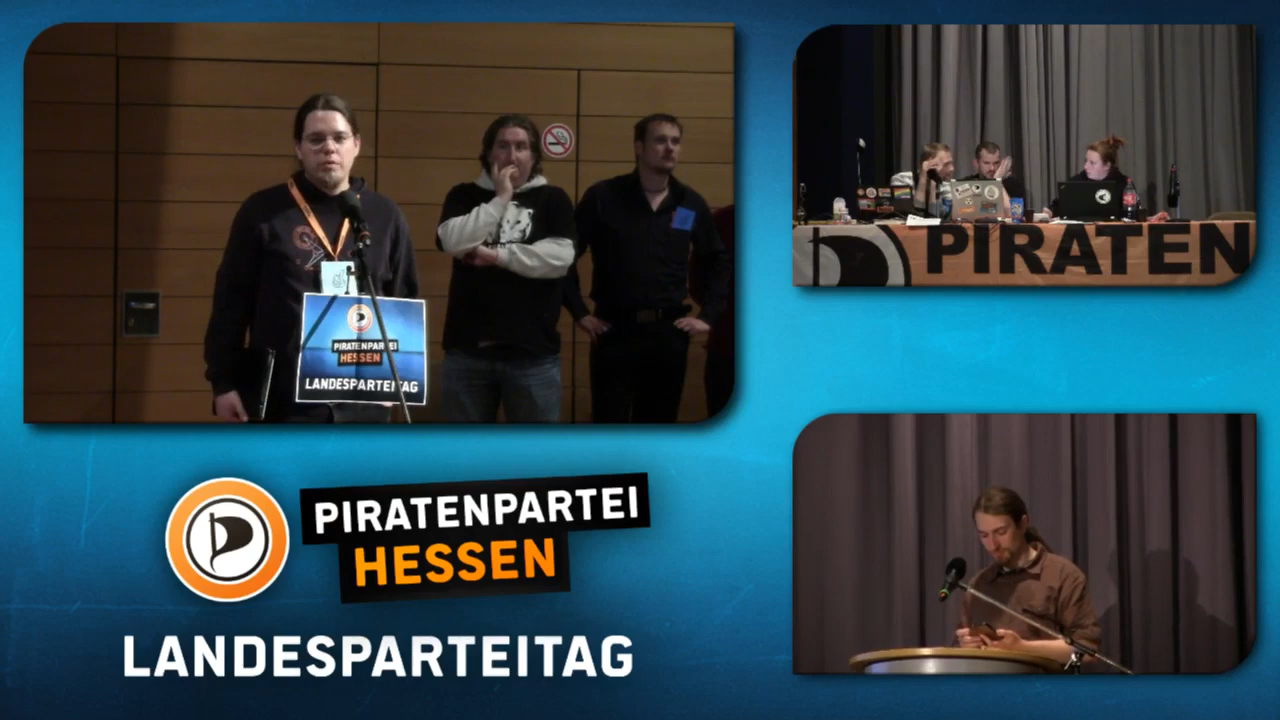 PIRATENPARTEI
HESSEN
LANDESPARTEITAG
PIRATEN
PIRATENPARTEI
HESSEN
LANDESPARTEITAG